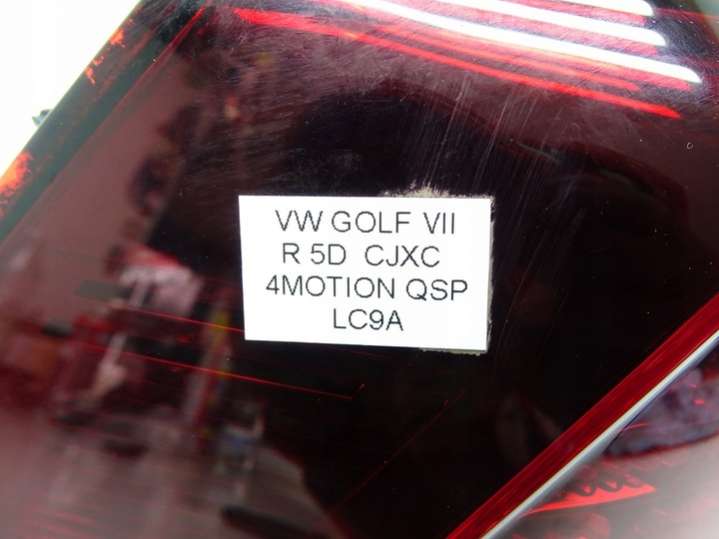 VW GOLF VII
R 5D CJXC
4MOTION QSP
LC9A